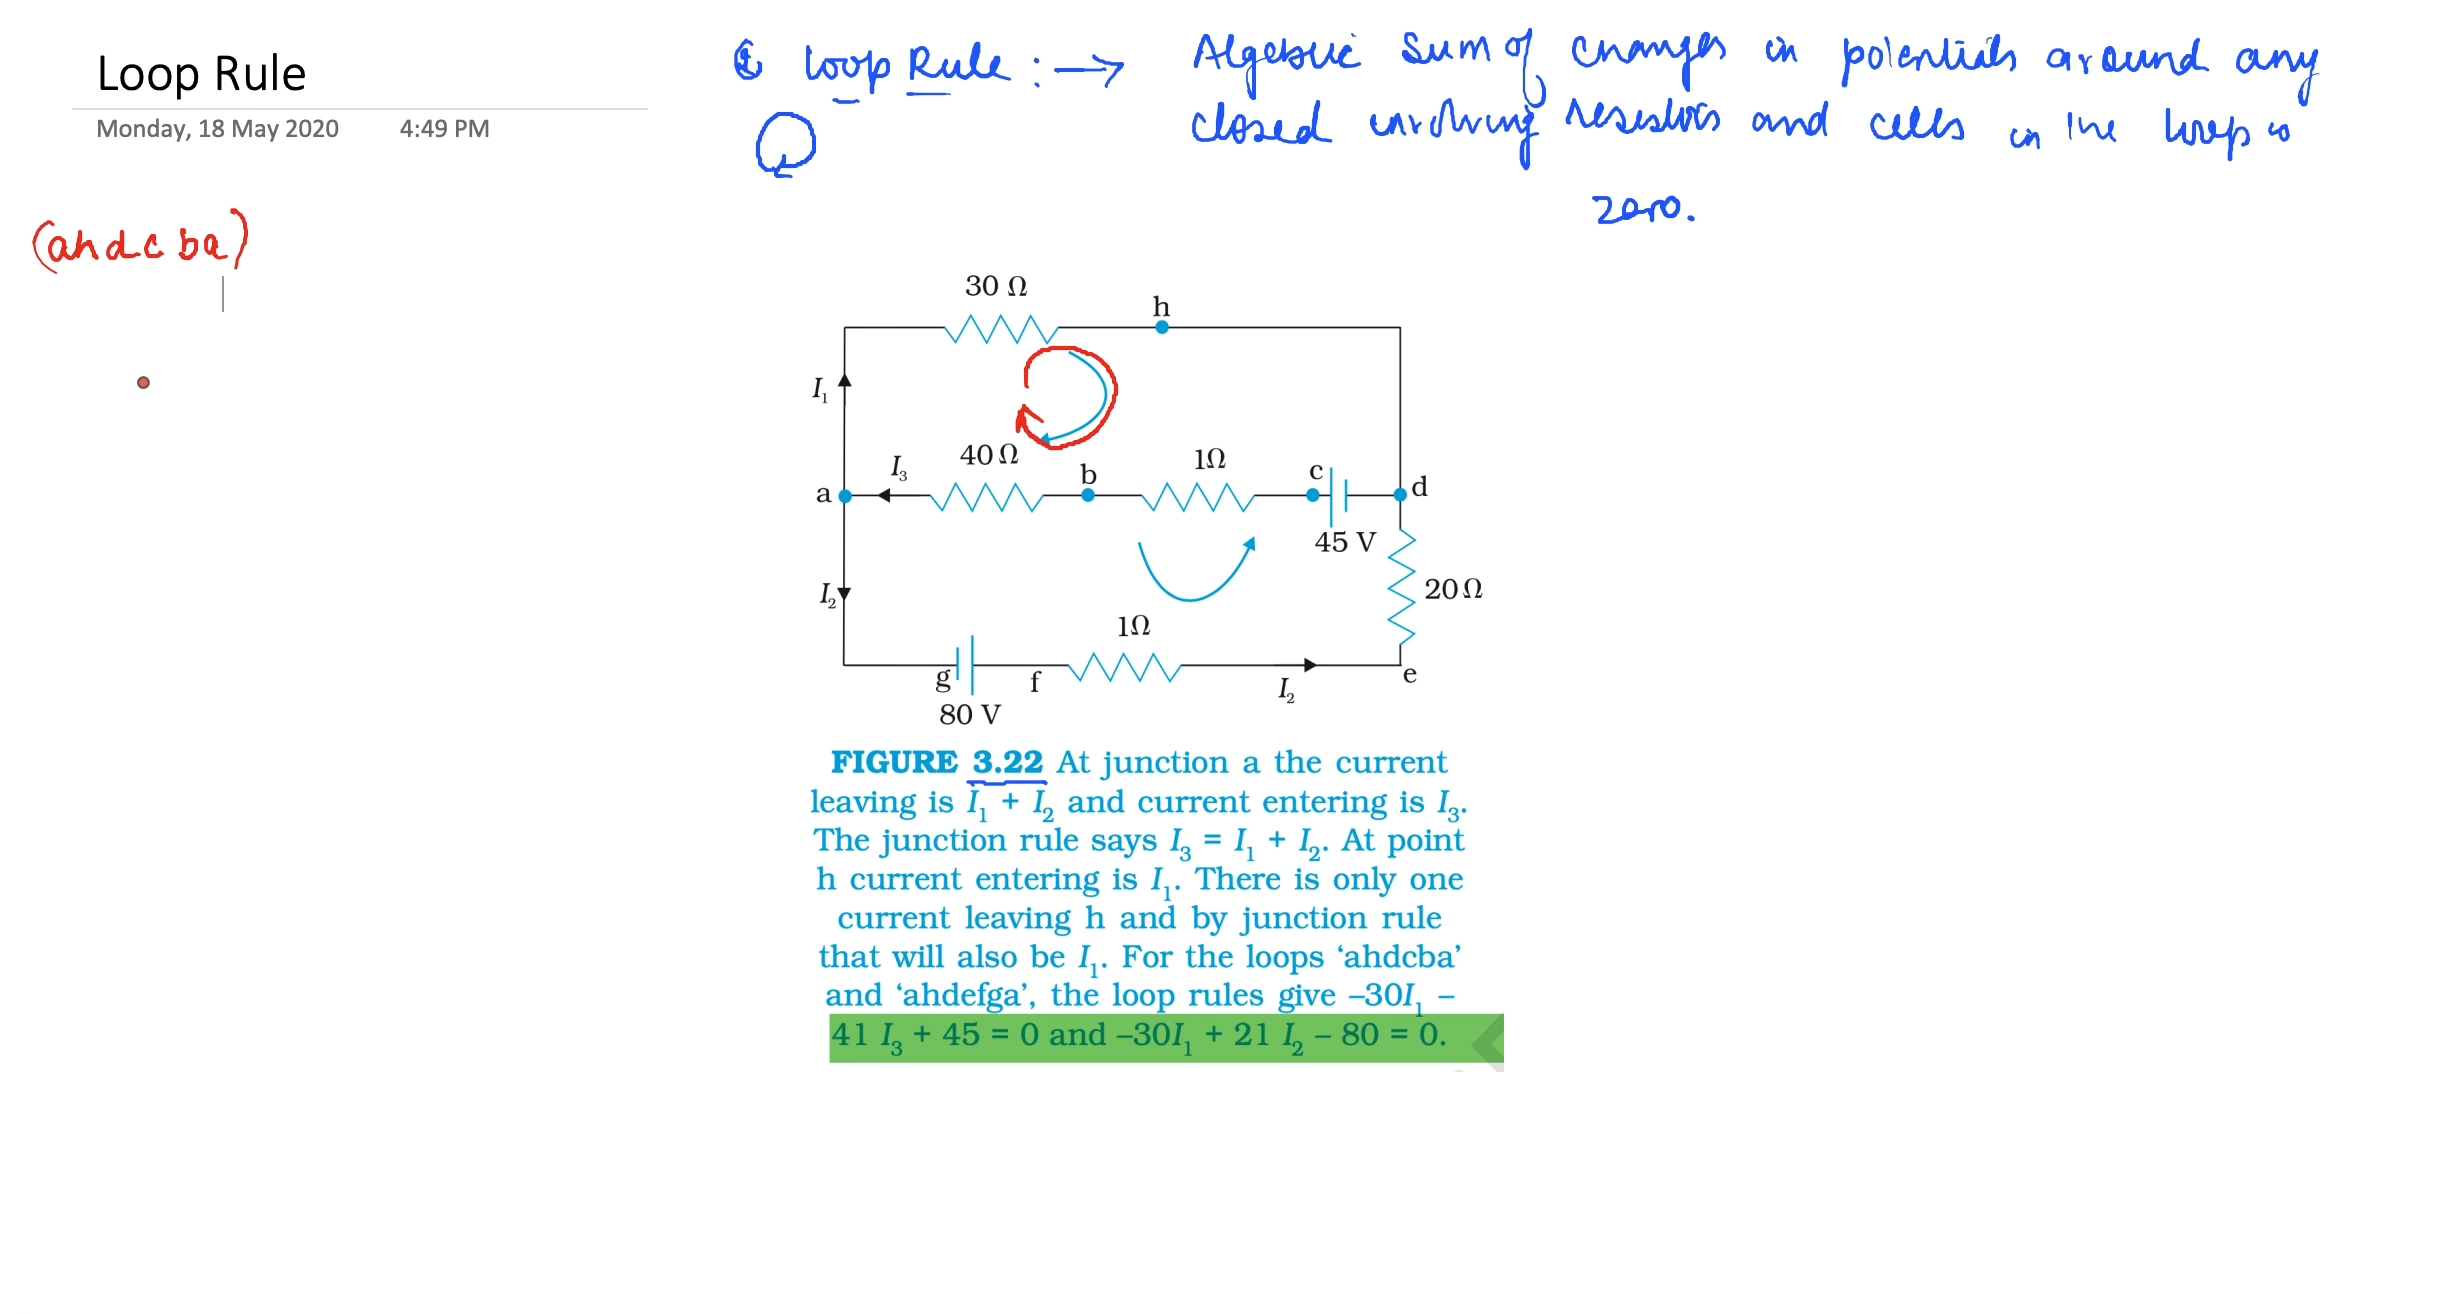 Loop Rule
Monday, 18 May 2020 4:49 PM
Loop Rule :→ Algebric Sum of changes in potentials around any
closed involving resistors and cells in the loop is
zero.
(ahdcba)
30 Ω
h
I₁
40 Ω
1Ω
I₃
b
c
a
d
45 V
I₂
20 Ω
1Ω
g
f
I₂
e
80 V
FIGURE 3.22 At junction a the current
leaving is I₁ + I₂ and current entering is I₃.
The junction rule says I₃ = I₁ + I₂. At point
h current entering is I₁. There is only one
current leaving h and by junction rule
that will also be I₁. For the loops ‘ahdcba’
and ‘ahdefga’, the loop rules give –30I₁ –
41 I₃ + 45 = 0 and –30I₁ + 21 I₂ – 80 = 0.